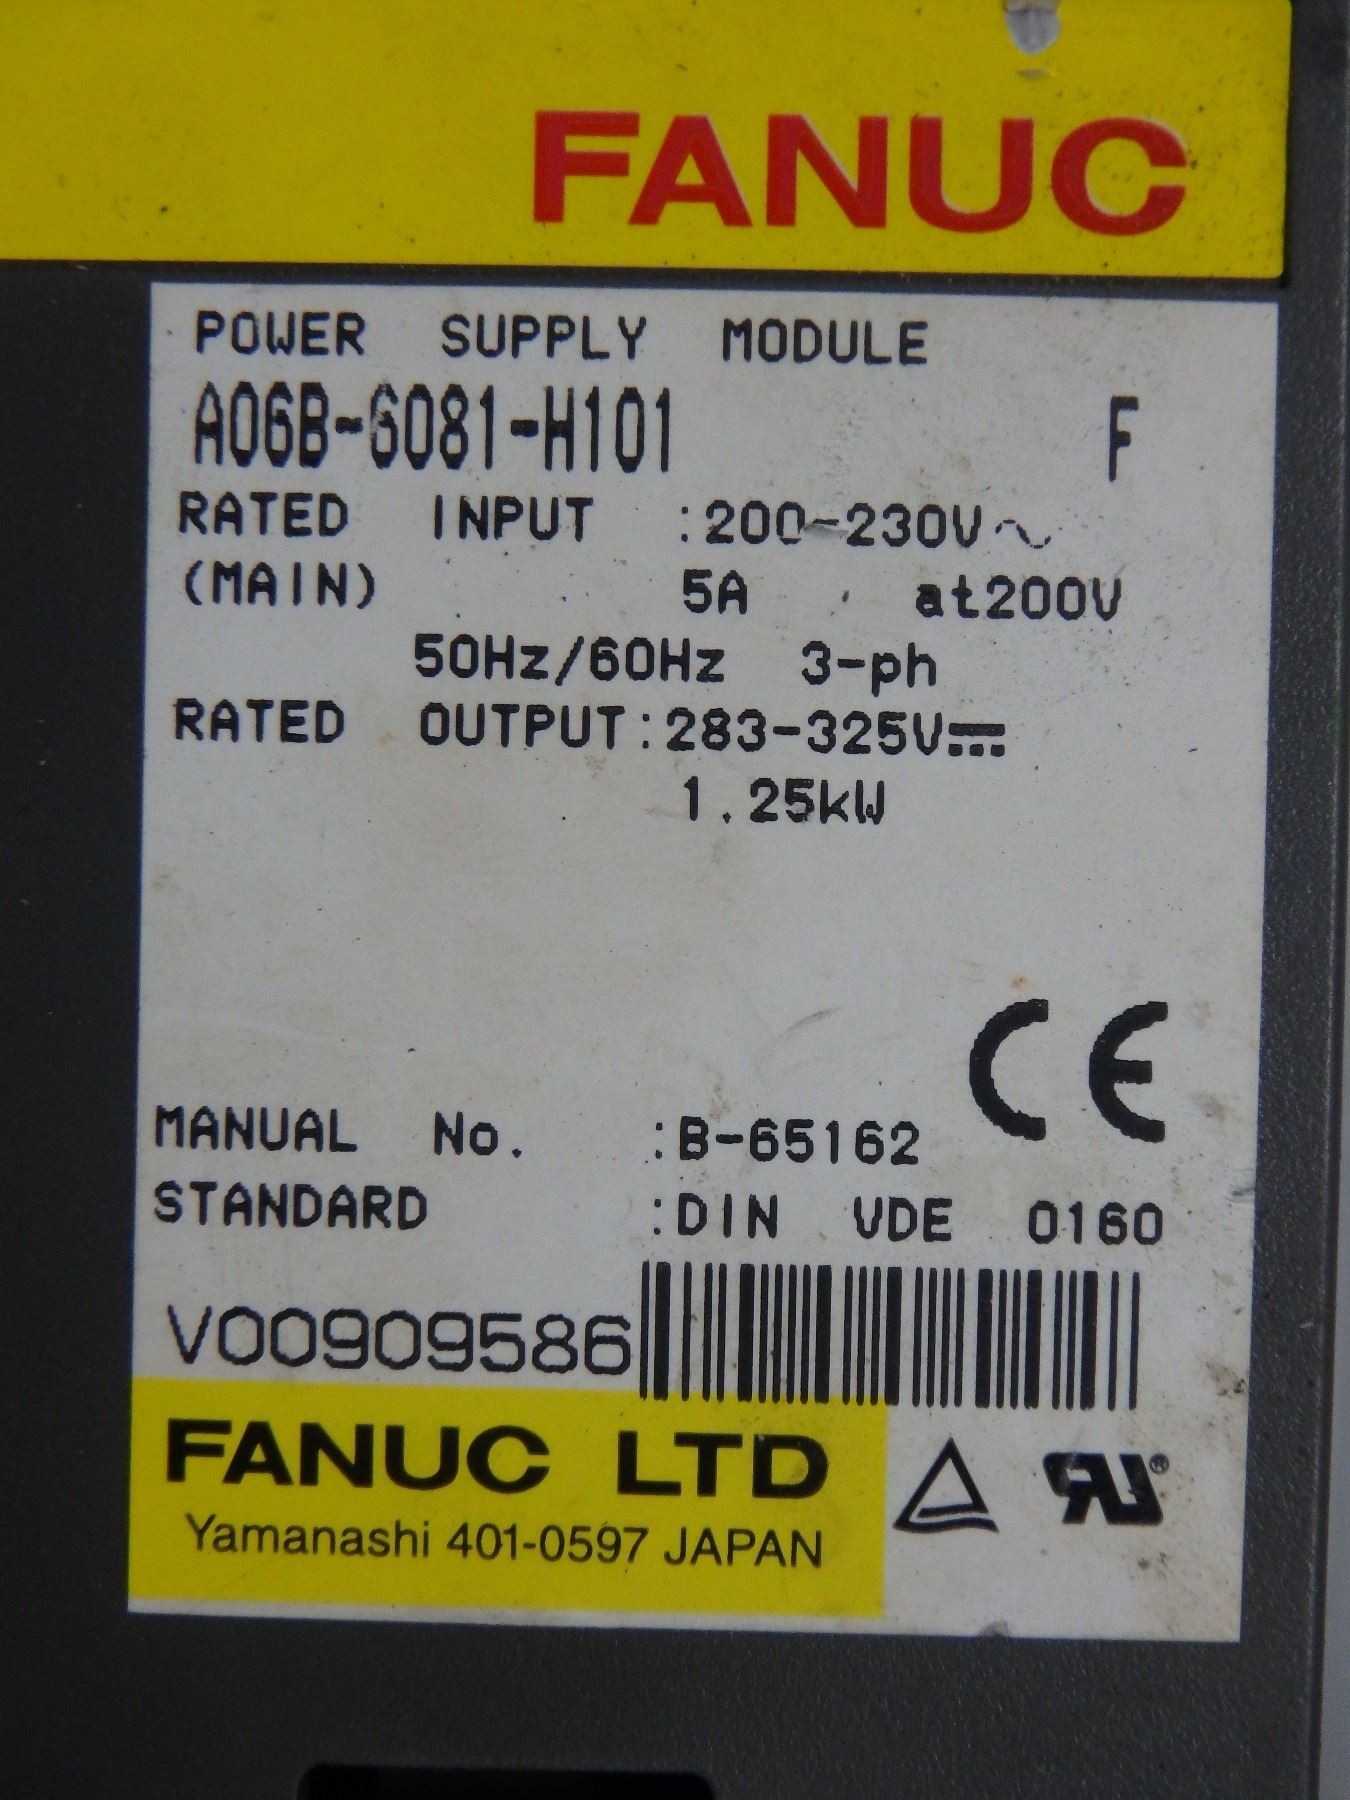 FANUC
POWER SUPPLY MODULE
A06B-6081-H101 F
RATED INPUT :200-230V~
(MAIN) 5A at200V
50Hz/60Hz 3-ph
RATED OUTPUT:283-325V⎓
1.25kW
CE
MANUAL No. :B-65162
STANDARD :DIN VDE 0160
V00909586
FANUC LTD
Yamanashi 401-0597 JAPAN
RU®